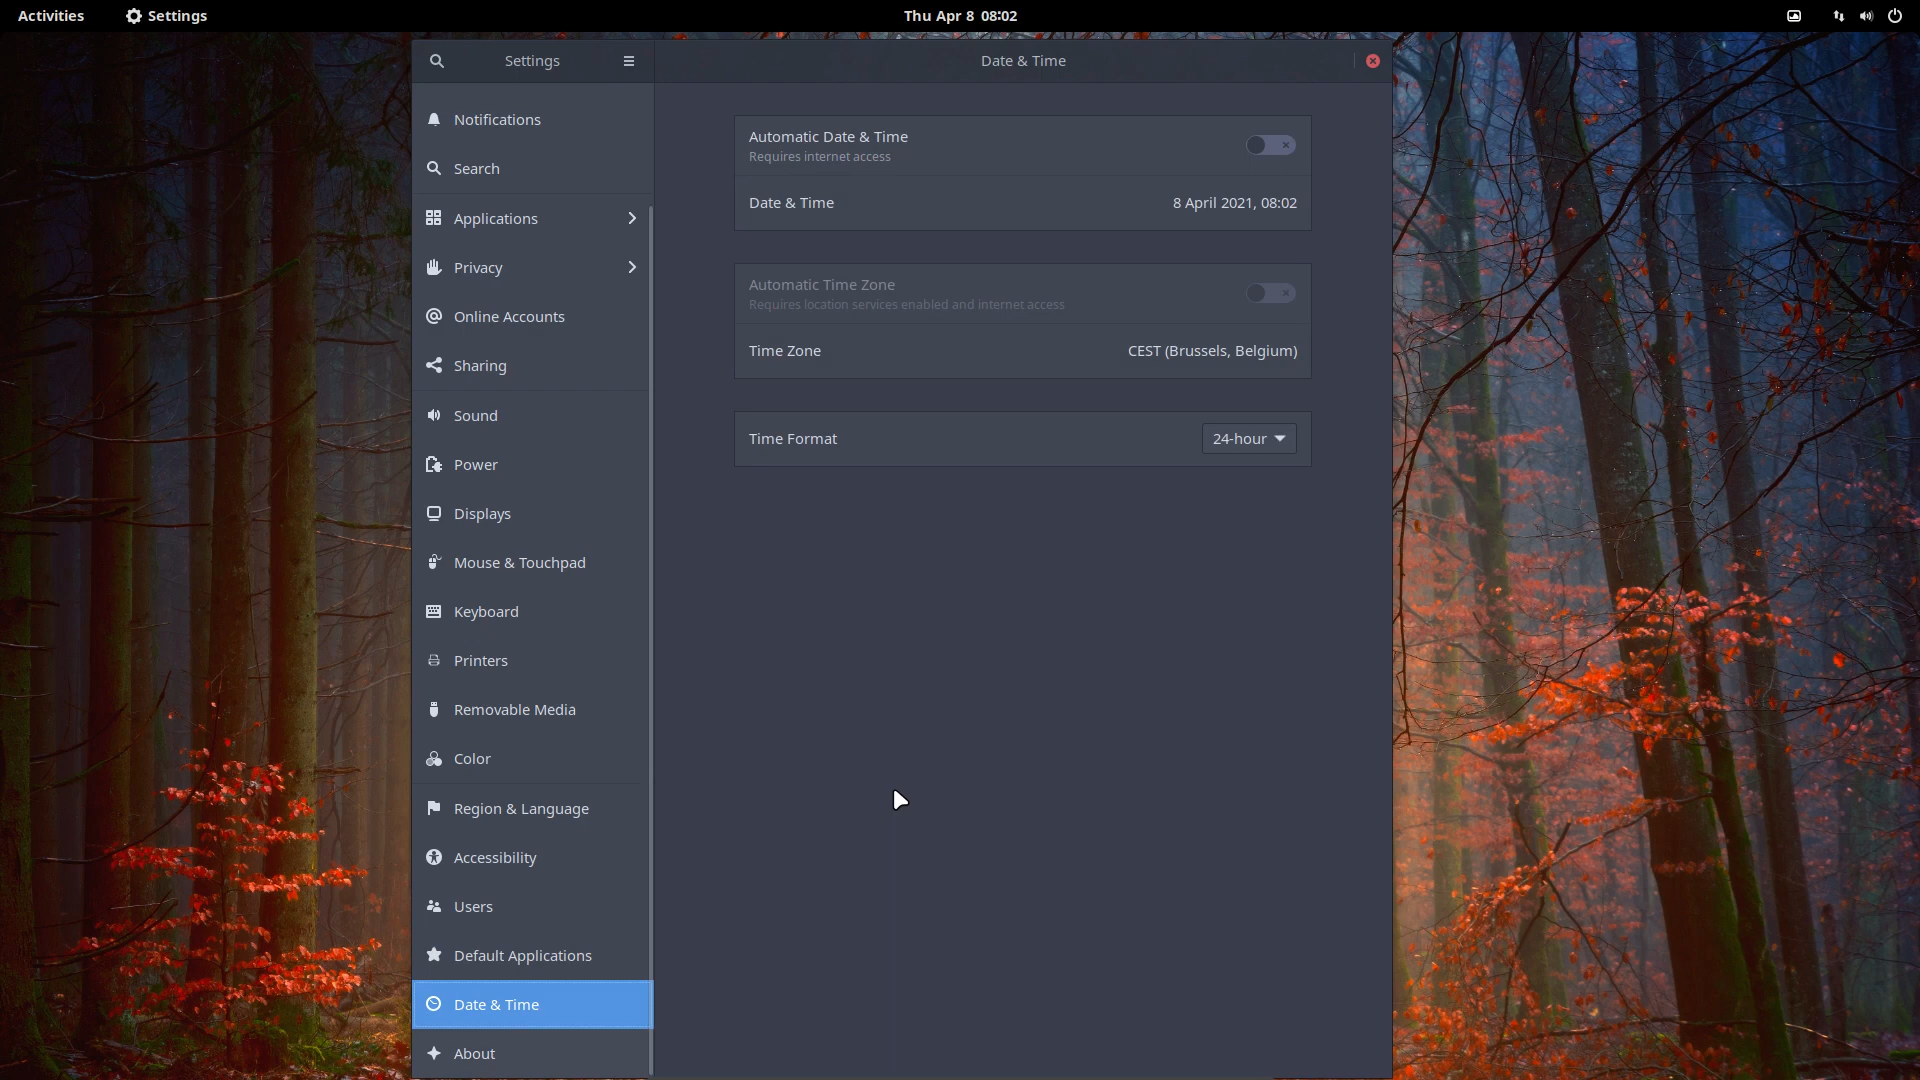 Activities
Settings
Thu Apr 8 08:02
Settings
Date & Time
Notifications
Search
Applications
Privacy
Online Accounts
Sharing
Sound
Power
Displays
Mouse & Touchpad
Keyboard
Printers
Removable Media
Color
Region & Language
Accessibility
Users
Default Applications
Date & Time
About
Automatic Date & Time
Requires internet access
Date & Time 8 April 2021, 08:02
Automatic Time Zone
Requires location services enabled and internet access
Time Zone CEST (Brussels, Belgium)
Time Format 24-hour